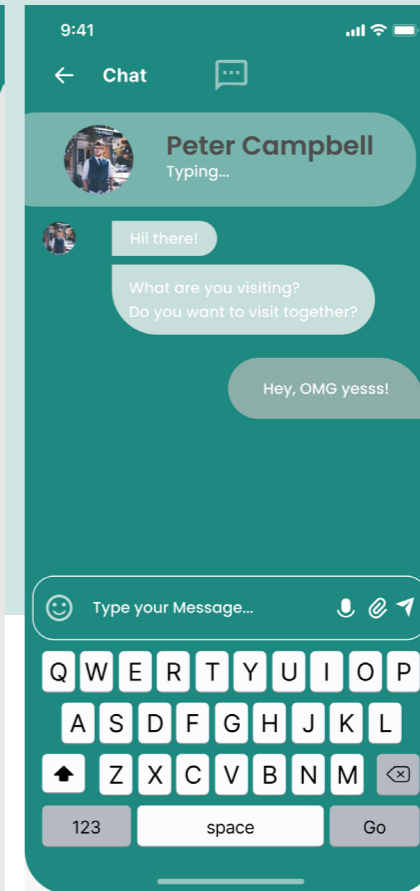 9:41
Chat
Peter Campbell
Typing...
Hii there!
What are you visiting?
Do you want to visit together?
Hey, OMG yesss!
Type your Message...
Q W E R T Y U I O P
A S D F G H J K L
Z X C V B N M
123 space Go